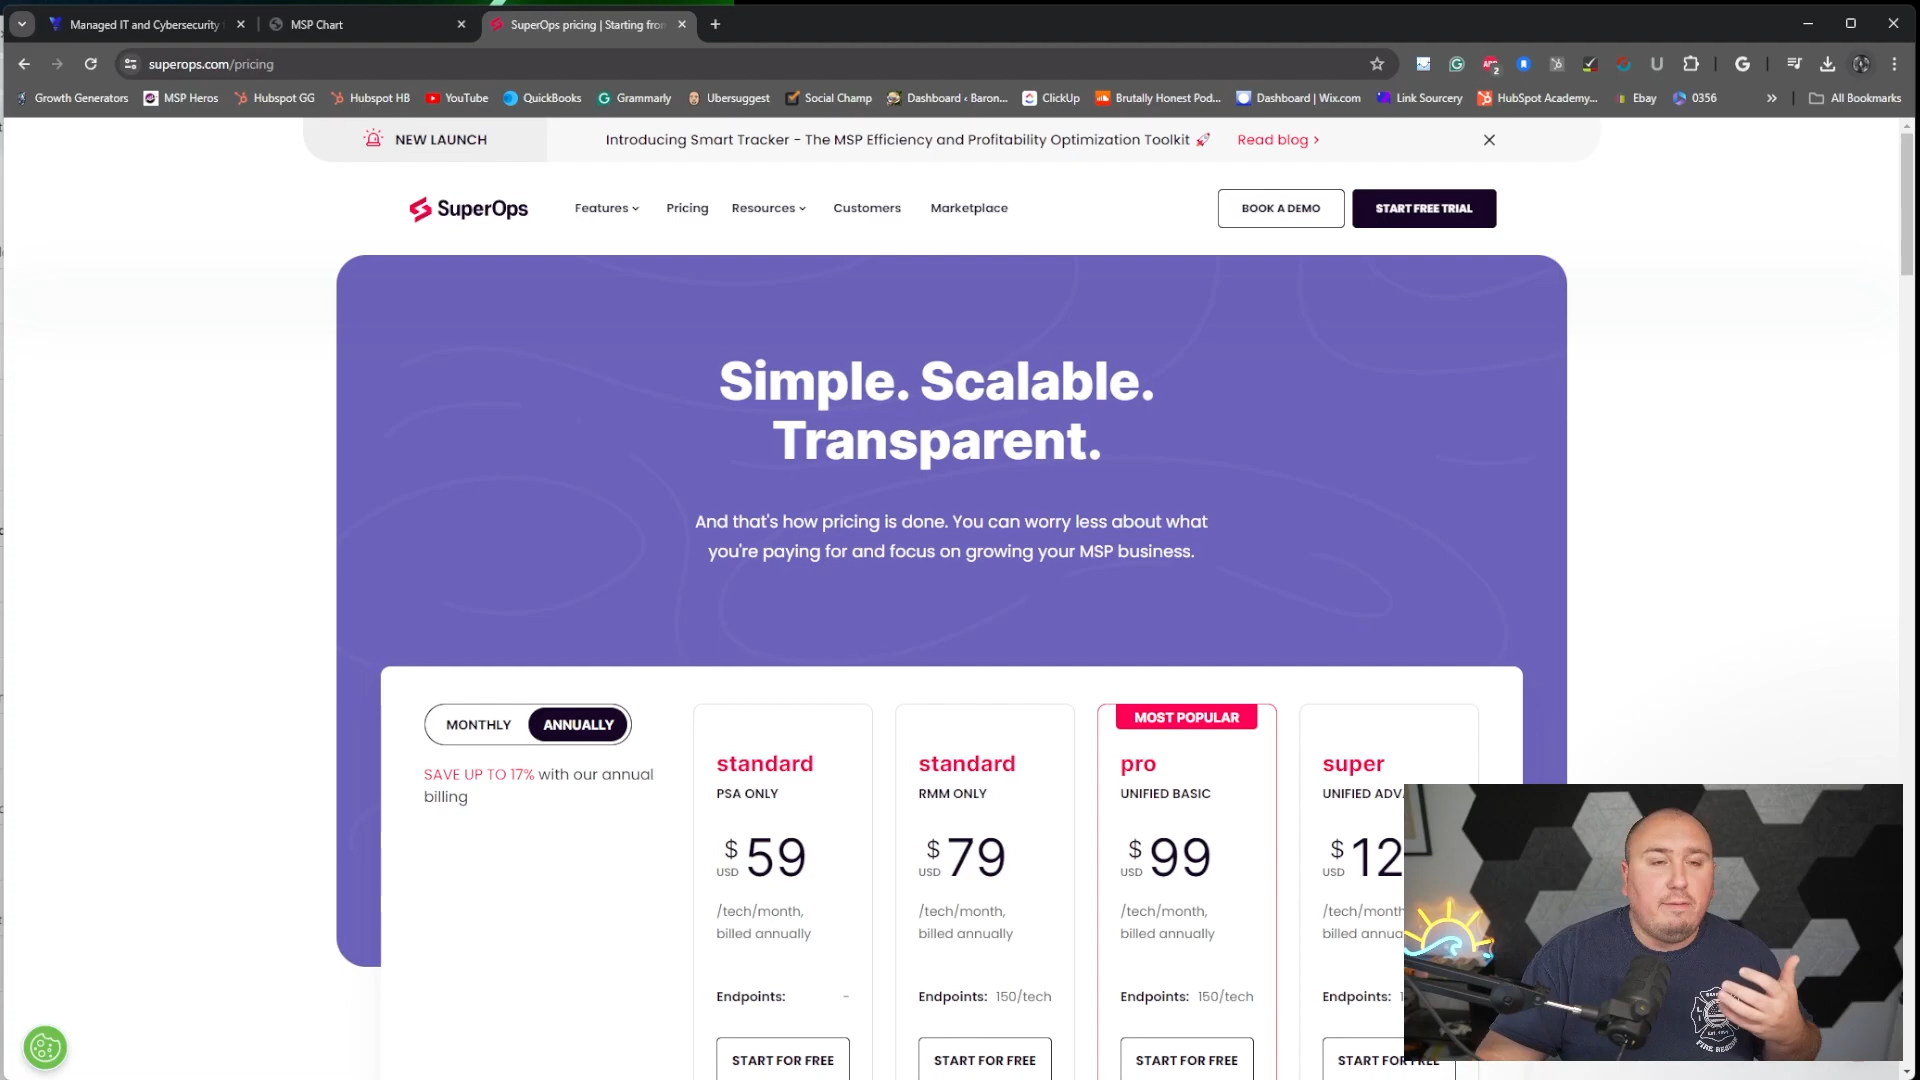 Managed IT and Cybersecurity
MSP Chart
SuperOps pricing | Starting from
superops.com/pricing
2
Growth Generators
MSP Heros
Hubspot GG
Hubspot HB
YouTube
QuickBooks
Grammarly
Ubersuggest
Social Champ
Dashboard ‹ Baron...
ClickUp
Brutally Honest Pod...
Dashboard | Wix.com
Link Sourcery
HubSpot Academy...
Ebay
0356
»
All Bookmarks
NEW LAUNCH
Introducing Smart Tracker - The MSP Efficiency and Profitability Optimization Toolkit 🚀
Read blog >
SuperOps
Features
Pricing
Resources
Customers
Marketplace
BOOK A DEMO
START FREE TRIAL
Simple. Scalable.
Transparent.
And that's how pricing is done. You can worry less about what
you're paying for and focus on growing your MSP business.
MONTHLY
ANNUALLY
SAVE UP TO 17% with our annual
billing
standard
PSA ONLY
$ 59
USD
/tech/month,
billed annually
Endpoints: -
START FOR FREE
standard
RMM ONLY
$ 79
USD
/tech/month,
billed annually
Endpoints: 150/tech
START FOR FREE
MOST POPULAR
pro
UNIFIED BASIC
$ 99
USD
/tech/month,
billed annually
Endpoints: 150/tech
START FOR FREE
super
UNIFIED ADV
$ 12
USD
/tech/month
billed annua
Endpoints: 1
START FOR FREE